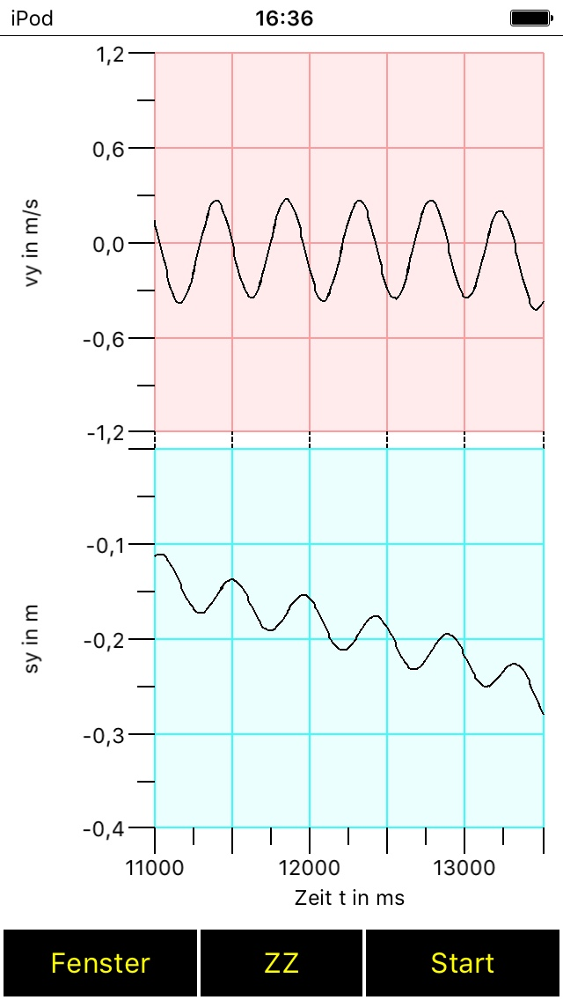 iPod 16:36
1,2
0,6
0,0
-0,6
-1,2
vy in m/s
-0,1
-0,2
-0,3
-0,4
sy in m
11000 12000 13000
Zeit t in ms
Fenster ZZ Start